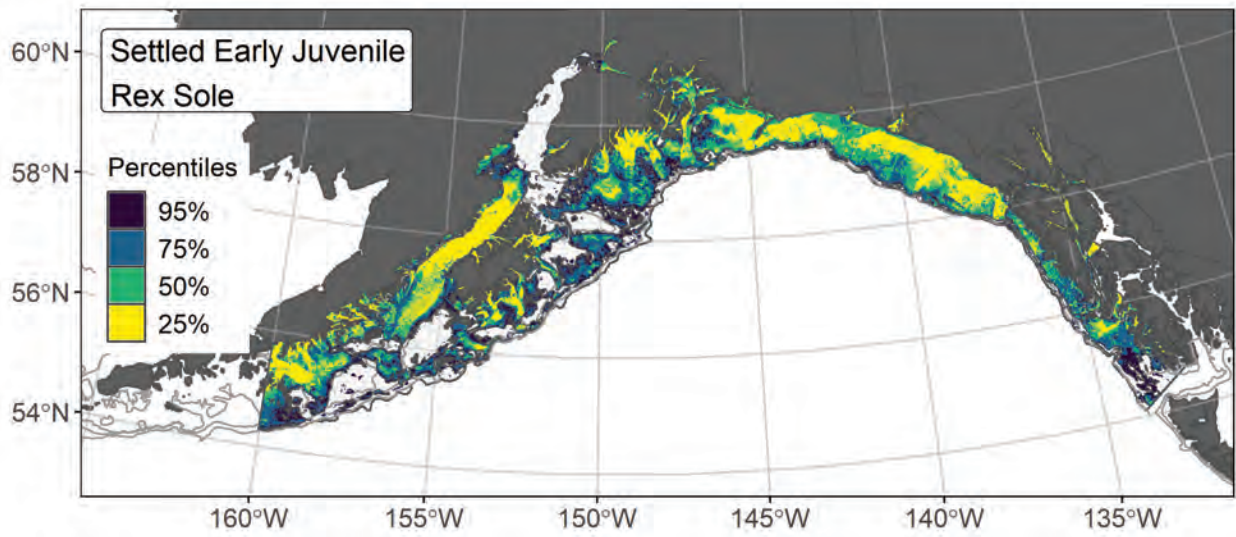 Settled Early Juvenile
Rex Sole
Percentiles
95%
75%
50%
25%
60°N
58°N
56°N
54°N
160°W
155°W
150°W
145°W
140°W
135°W